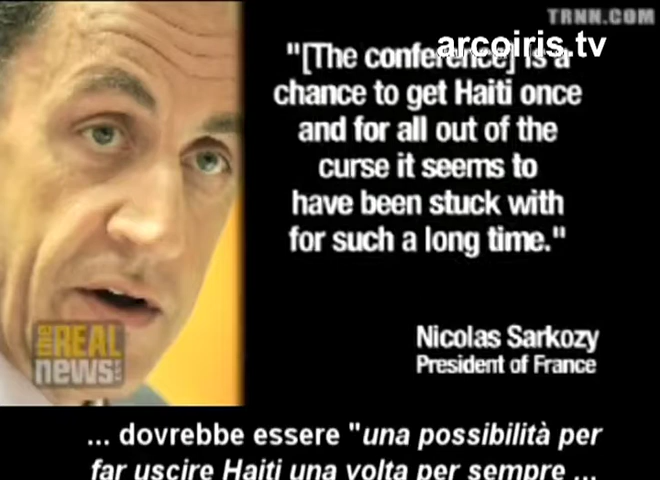 TRNN.COM
arcoiris.tv
"[The conference] is a
chance to get Haiti once
and for all out of the
curse it seems to
have been stuck with
for such a long time."
Nicolas Sarkozy
President of France
the REAL
news.com
... dovrebbe essere "una possibilità per
far uscire Haiti una volta per sempre ...